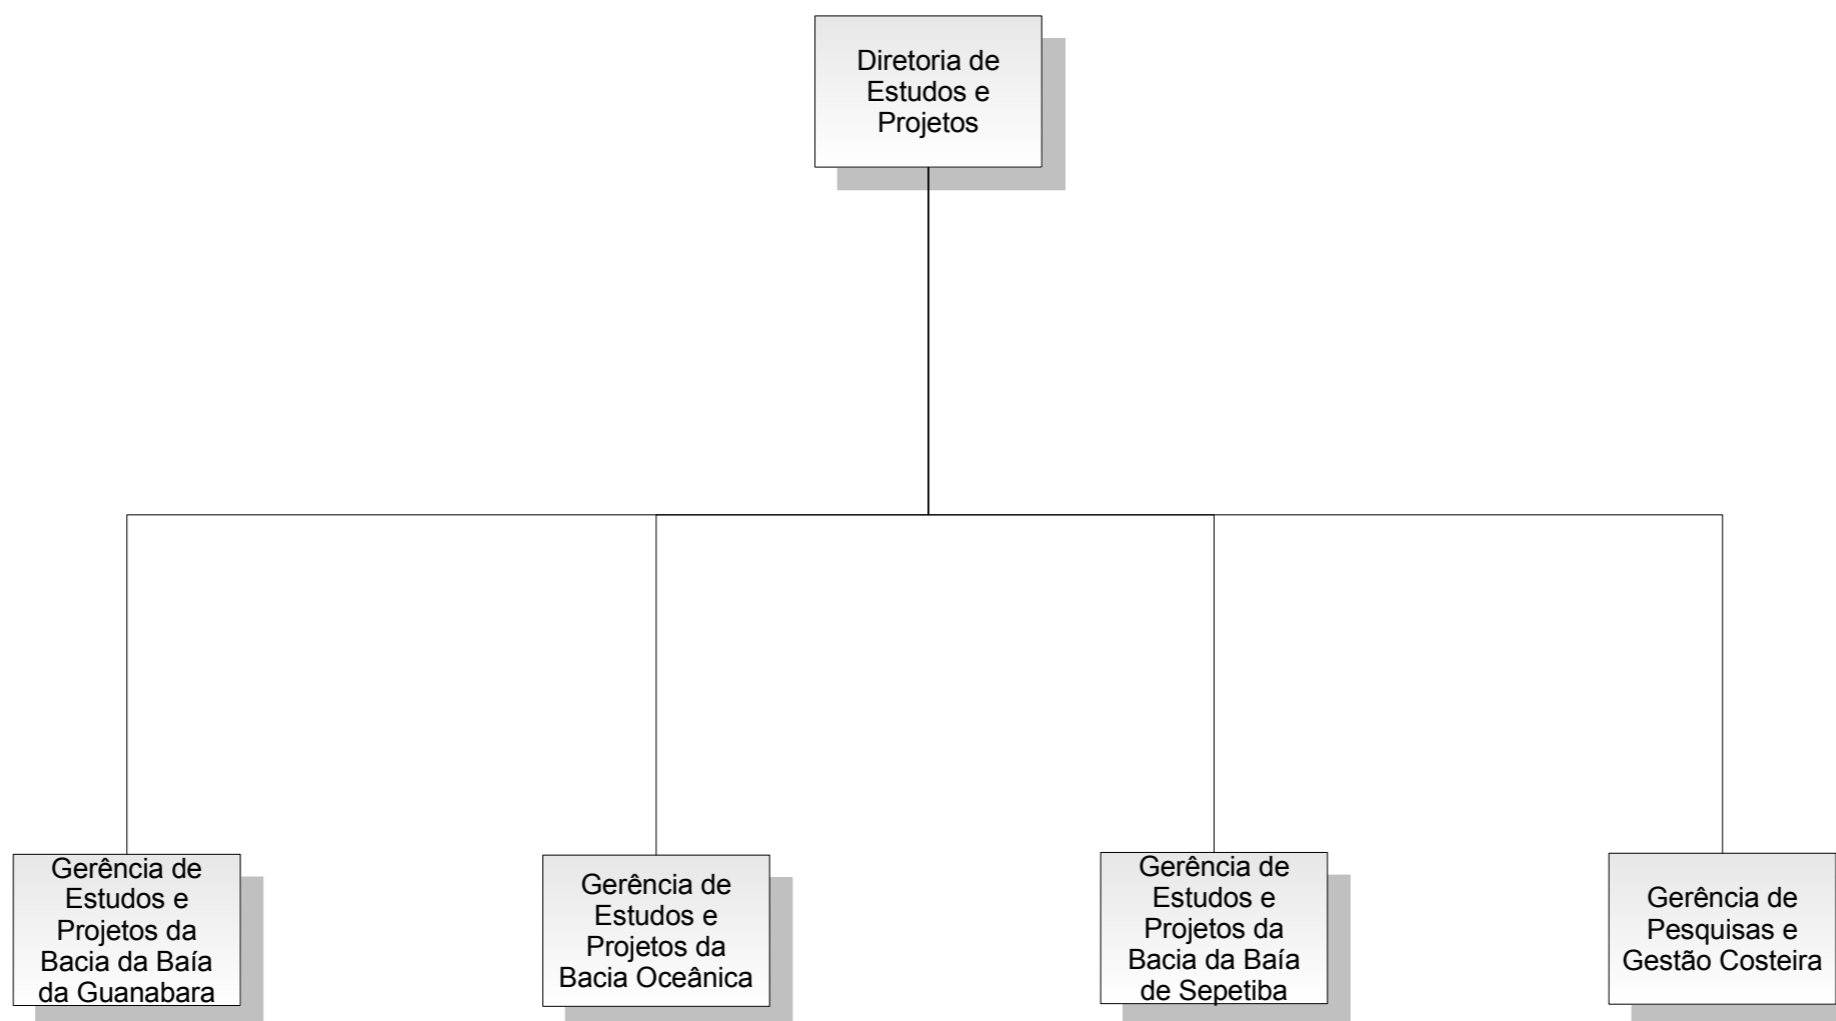 Diretoria de
Estudos e
Projetos
Gerência de
Estudos e
Projetos da
Bacia da Baía
da Guanabara
Gerência de
Estudos e
Projetos da
Bacia Oceânica
Gerência de
Estudos e
Projetos da
Bacia da Baía
de Sepetiba
Gerência de
Pesquisas e
Gestão Costeira